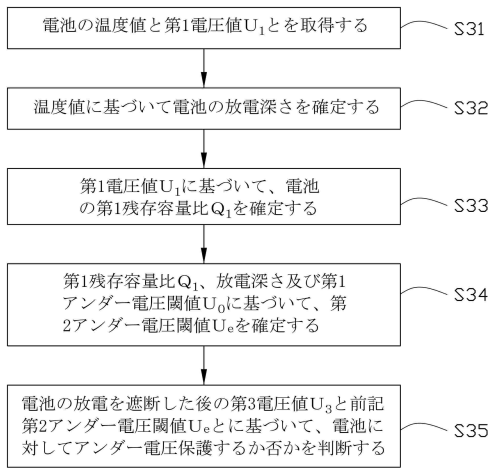 電池の温度値と第1電圧値U₁とを取得する
S31
温度値に基づいて電池の放電深さを確定する
S32
第1電圧値U₁に基づいて、電池
の第1残存容量比Q₁を確定する
S33
第1残存容量比Q₁、放電深さ及び第1
アンダー電圧閾値U₀に基づいて、第
2アンダー電圧閾値Uₑを確定する
S34
電池の放電を遮断した後の第3電圧値U₃と前記
第2アンダー電圧閾値Uₑとに基づいて、電池に
対してアンダー電圧保護するか否かを判断する
S35